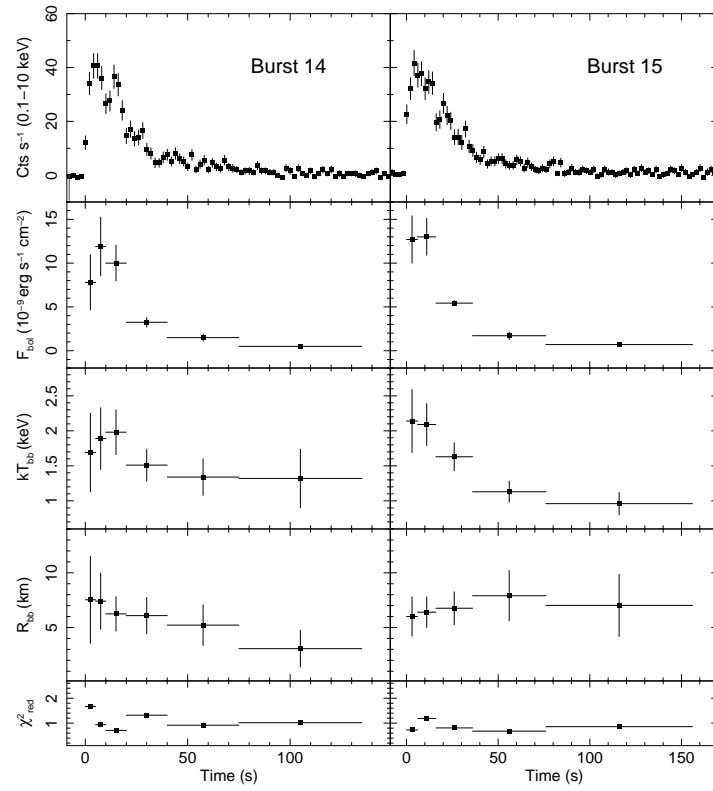 Burst 14
Burst 15
Cts s⁻¹ (0.1−10 keV)
0
20
40
60
F_bol (10⁻⁹ erg s⁻¹ cm⁻²)
0
5
10
15
kT_bb (keV)
1
1.5
2
2.5
R_bb (km)
5
10
χ²_red
1
2
0
50
100
0
50
100
150
Time (s)
Time (s)